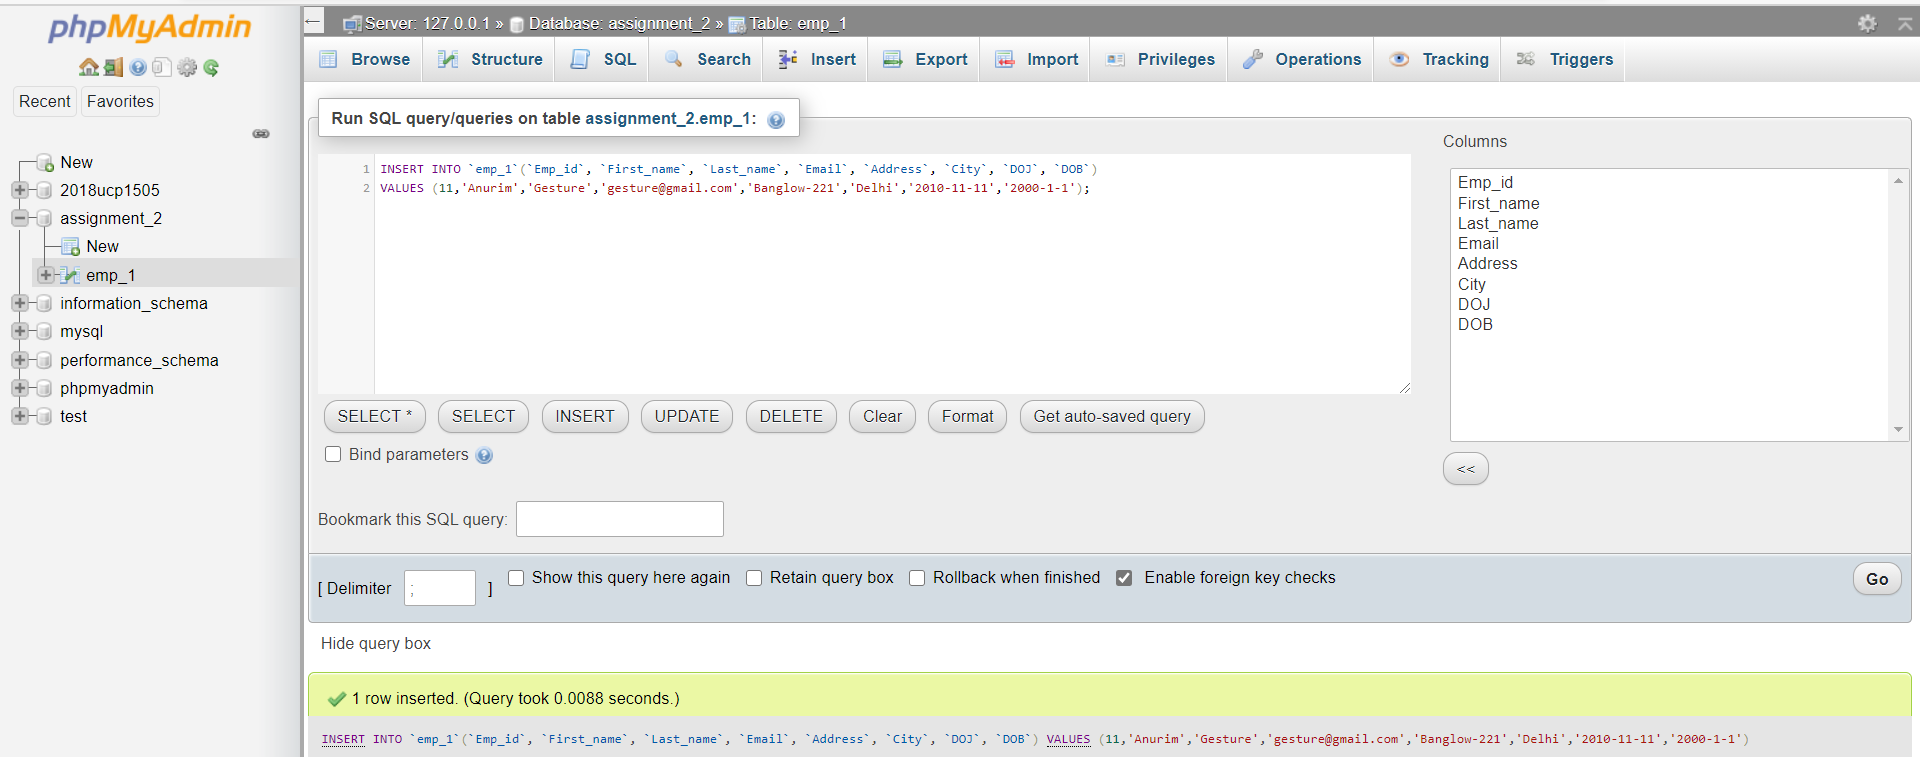 phpMyAdmin
Recent Favorites
New
2018ucp1505
assignment_2
New
emp_1
information_schema
mysql
performance_schema
phpmyadmin
test
Server: 127.0.0.1 » Database: assignment_2 » Table: emp_1
Browse Structure SQL Search Insert Export Import Privileges Operations Tracking Triggers
Run SQL query/queries on table assignment_2.emp_1:
1 INSERT INTO `emp_1`(`Emp_id`, `First_name`, `Last_name`, `Email`, `Address`, `City`, `DOJ`, `DOB`)
2 VALUES (11,'Anurim','Gesture','gesture@gmail.com','Banglow-221','Delhi','2010-11-11','2000-1-1');
Columns
Emp_id
First_name
Last_name
Email
Address
City
DOJ
DOB
<<
SELECT * SELECT INSERT UPDATE DELETE Clear Format Get auto-saved query
Bind parameters
Bookmark this SQL query:
[ Delimiter ; ] Show this query here again Retain query box Rollback when finished Enable foreign key checks Go
Hide query box
1 row inserted. (Query took 0.0088 seconds.)
INSERT INTO `emp_1`(`Emp_id`, `First_name`, `Last_name`, `Email`, `Address`, `City`, `DOJ`, `DOB`) VALUES (11,'Anurim','Gesture','gesture@gmail.com','Banglow-221','Delhi','2010-11-11','2000-1-1')